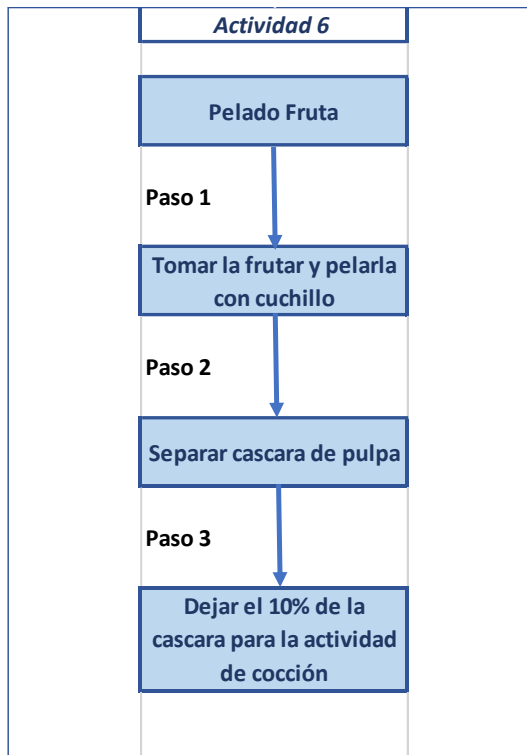 Actividad 6
Pelado Fruta
Paso 1
Tomar la frutar y pelarla
con cuchillo
Paso 2
Separar cascara de pulpa
Paso 3
Dejar el 10% de la
cascara para la actividad
de cocción